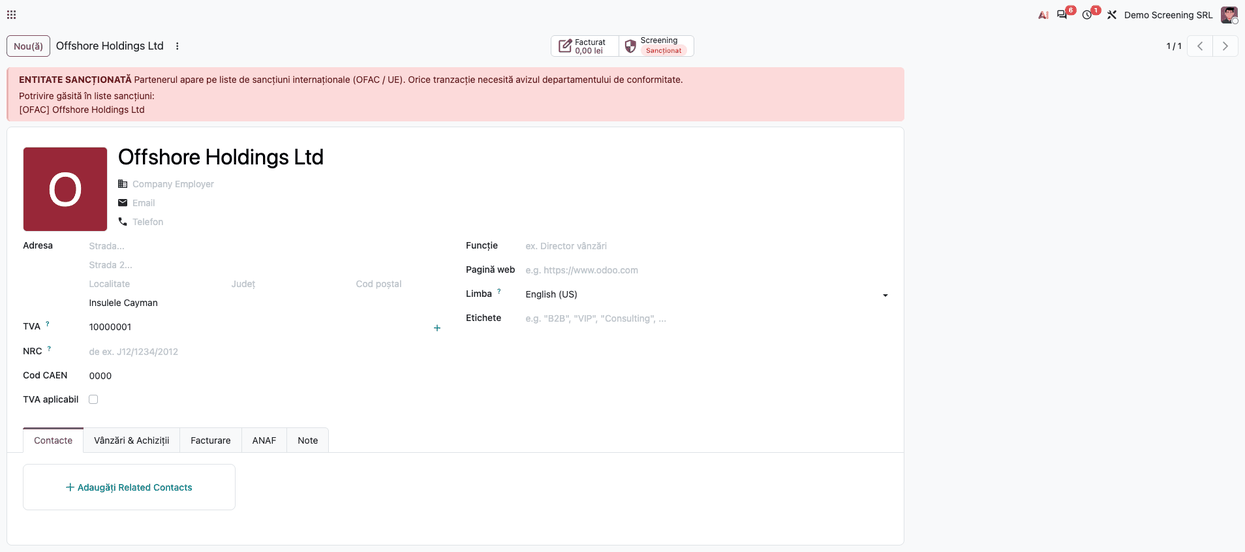 AI
6
1
Demo Screening SRL
Nou(ă)
Offshore Holdings Ltd
Facturat
0,00 lei
Screening
Sancționat
1 / 1
ENTITATE SANCȚIONATĂ Partenerul apare pe liste de sancțiuni internaționale (OFAC / UE). Orice tranzacție necesită avizul departamentului de conformitate.
Potrivire găsită în liste sancțiuni:
[OFAC] Offshore Holdings Ltd
O
Offshore Holdings Ltd
Company Employer
Email
Telefon
Adresa
Strada...
Strada 2...
Localitate Județ Cod poștal
Insulele Cayman
TVA ? 10000001
NRC ? de ex. J12/1234/2012
Cod CAEN 0000
TVA aplicabil
Funcție ex. Director vânzări
Pagină web e.g. https://www.odoo.com
Limba ? English (US)
Etichete e.g. "B2B", "VIP", "Consulting", ...
Contacte Vânzări & Achiziții Facturare ANAF Note
+ Adaugăți Related Contacts